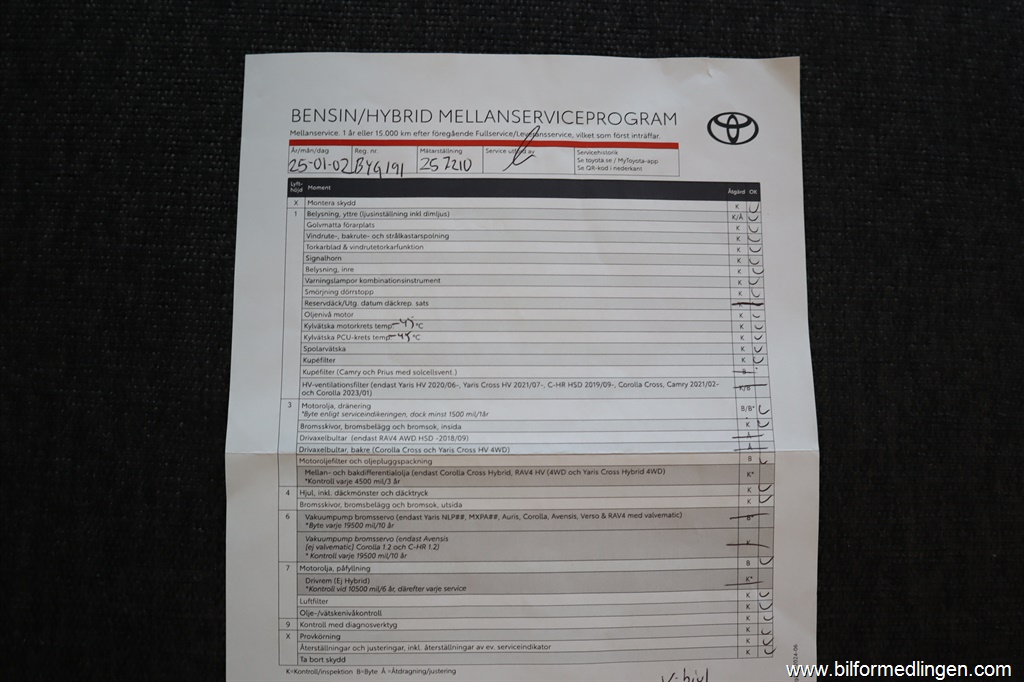 BENSIN/HYBRID MELLANSERVICEPROGRAM
Mellanservice. 1 år eller 15.000 km efter föregående Fullservice/Leveransservice, vilket som först inträffar.
År/mån/dag Reg. nr. Mätarställning Service utförd av Servicehistorik
Se toyota.se / MyToyota-app
Se QR-kod i nederkant
25-01-02 BYG191 257210
Lyft-höjd Moment Åtgärd OK
X Montera skydd K
1 Belysning, yttre (ljusinställning inkl dimljus) K/Å
Golvmatta förarplats K
Vindrute-, bakrute- och strålkastarspolning K
Torkarblad & vindrutetorkarfunktion K
Signalhorn K
Belysning, inre K
Varningslampor kombinationsinstrument K
Smörjning dörrstopp K
Reservdäck/Utg. datum däckrep. sats
Oljenivå motor K
Kylvätska motorkrets temp -45 °C K
Kylvätska PCU-krets temp -45 °C K
Spolarvätska K
Kupéfilter K
Kupéfilter (Camry och Prius med solcellsvent.) B
HV-ventilationsfilter (endast Yaris HV 2020/06-, Yaris Cross HV 2021/07-, C-HR HSD 2019/09-, Corolla Cross, Camry 2021/02- K/B
och Corolla 2023/01)
3 Motorolja, dränering B/B*
*Byte enligt serviceindikeringen, dock minst 1500 mil/1år
Bromsskivor, bromsbelägg och bromsok, insida K
Drivaxelbultar (endast RAV4 AWD HSD -2018/09) Å
Drivaxelbultar, bakre (Corolla Cross och Yaris Cross HV 4WD) Å
Motoroljefilter och oljepluggspackning B
Mellan- och bakdifferentialolja (endast Corolla Cross Hybrid, RAV4 HV (4WD och Yaris Cross Hybrid 4WD) K*
*Kontroll varje 4500 mil/3 år
4 Hjul, inkl. däckmönster och däcktryck K
Bromsskivor, bromsbelägg och bromsok, utsida K
6 Vakuumpump bromsservo (endast Yaris NLP##, MXPA##, Auris, Corolla, Avensis, Verso & RAV4 med valvematic) B*
*Byte varje 19500 mil/10 år
Vakuumpump bromsservo (endast Avensis K
[ej valvematic] Corolla 1.2 och C-HR 1.2)
* Kontroll varje 19500 mil/10 år
7 Motorolja, påfyllning B
Drivrem (Ej Hybrid) K*
*Kontroll vid 10500 mil/6 år, därefter varje service
Luftfilter K
Olje-/vätskenivåkontroll K
9 Kontroll med diagnosverktyg K
X Provkörning K
Återställningar och justeringar, inkl. återställningar av ev. serviceindikator K
Ta bort skydd K
K=Kontroll/inspektion B=Byte Å =Åtdragning/justering
www.bilformedlingen.com